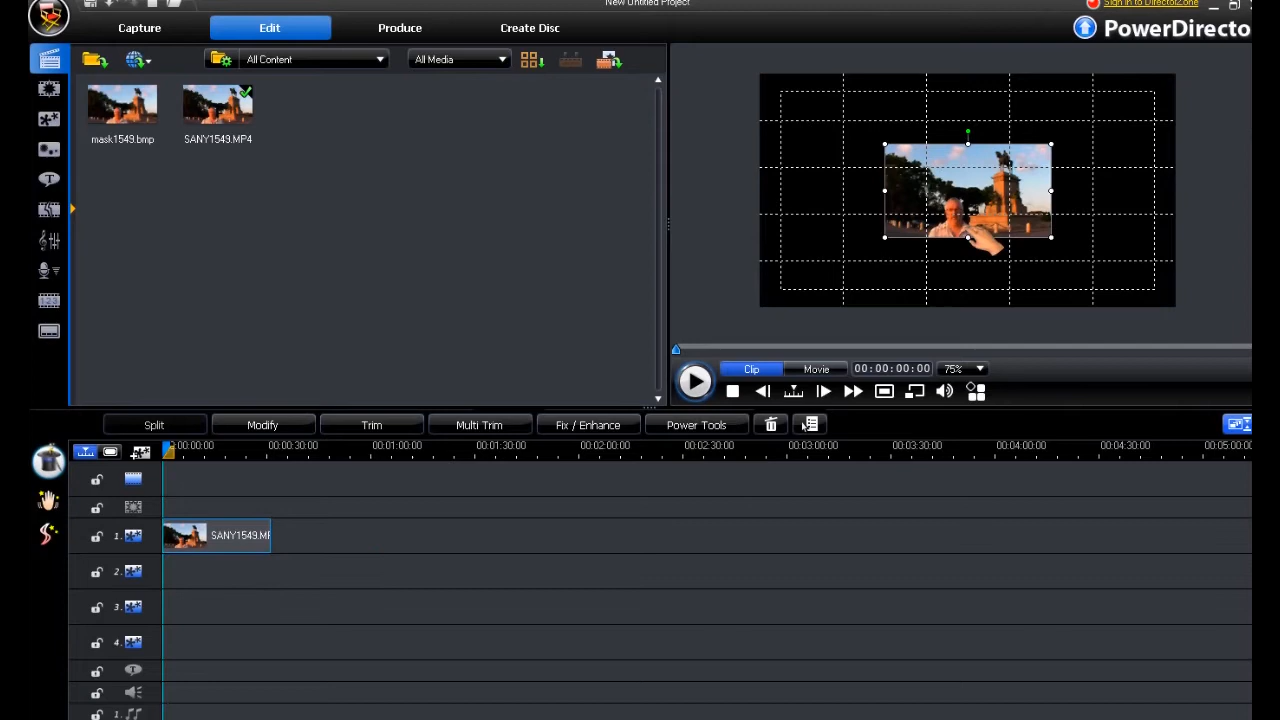 New Untitled Project
Sign in to DirectorZone
Capture
Edit
Produce
Create Disc
PowerDirecto
All Content
All Media
mask1549.bmp
SANY1549.MP4
Clip
Movie
00:00:00:00
75%
Split
Modify
Trim
Multi Trim
Fix / Enhance
Power Tools
0:00:00:00
00:00:30:00
00:01:00:00
00:01:30:00
00:02:00:00
00:02:30:00
00:03:00:00
00:03:30:00
00:04:00:00
00:04:30:00
00:05:00:00
1.
SANY1549.MP
2.
3.
4.
1.